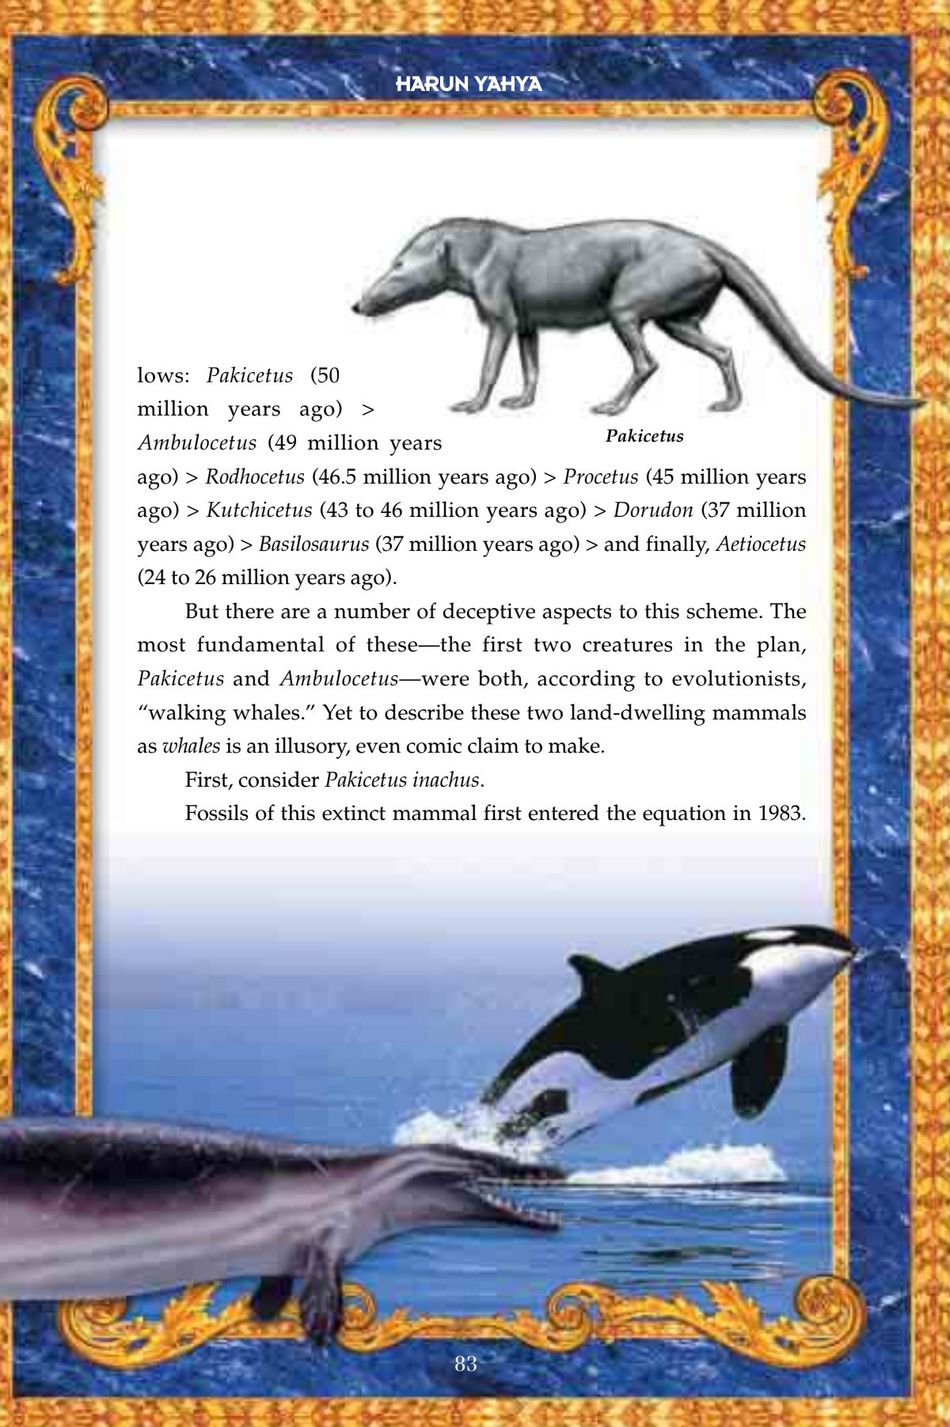 HARUN YAHYA
lows: Pakicetus (50
million years ago) >
Ambulocetus (49 million years
Pakicetus
ago) > Rodhocetus (46.5 million years ago) > Procetus (45 million years
ago) > Kutchicetus (43 to 46 million years ago) > Dorudon (37 million
years ago) > Basilosaurus (37 million years ago) > and finally, Aetiocetus
(24 to 26 million years ago).
But there are a number of deceptive aspects to this scheme. The
most fundamental of these—the first two creatures in the plan,
Pakicetus and Ambulocetus—were both, according to evolutionists,
“walking whales.” Yet to describe these two land-dwelling mammals
as whales is an illusory, even comic claim to make.
First, consider Pakicetus inachus.
Fossils of this extinct mammal first entered the equation in 1983.
83